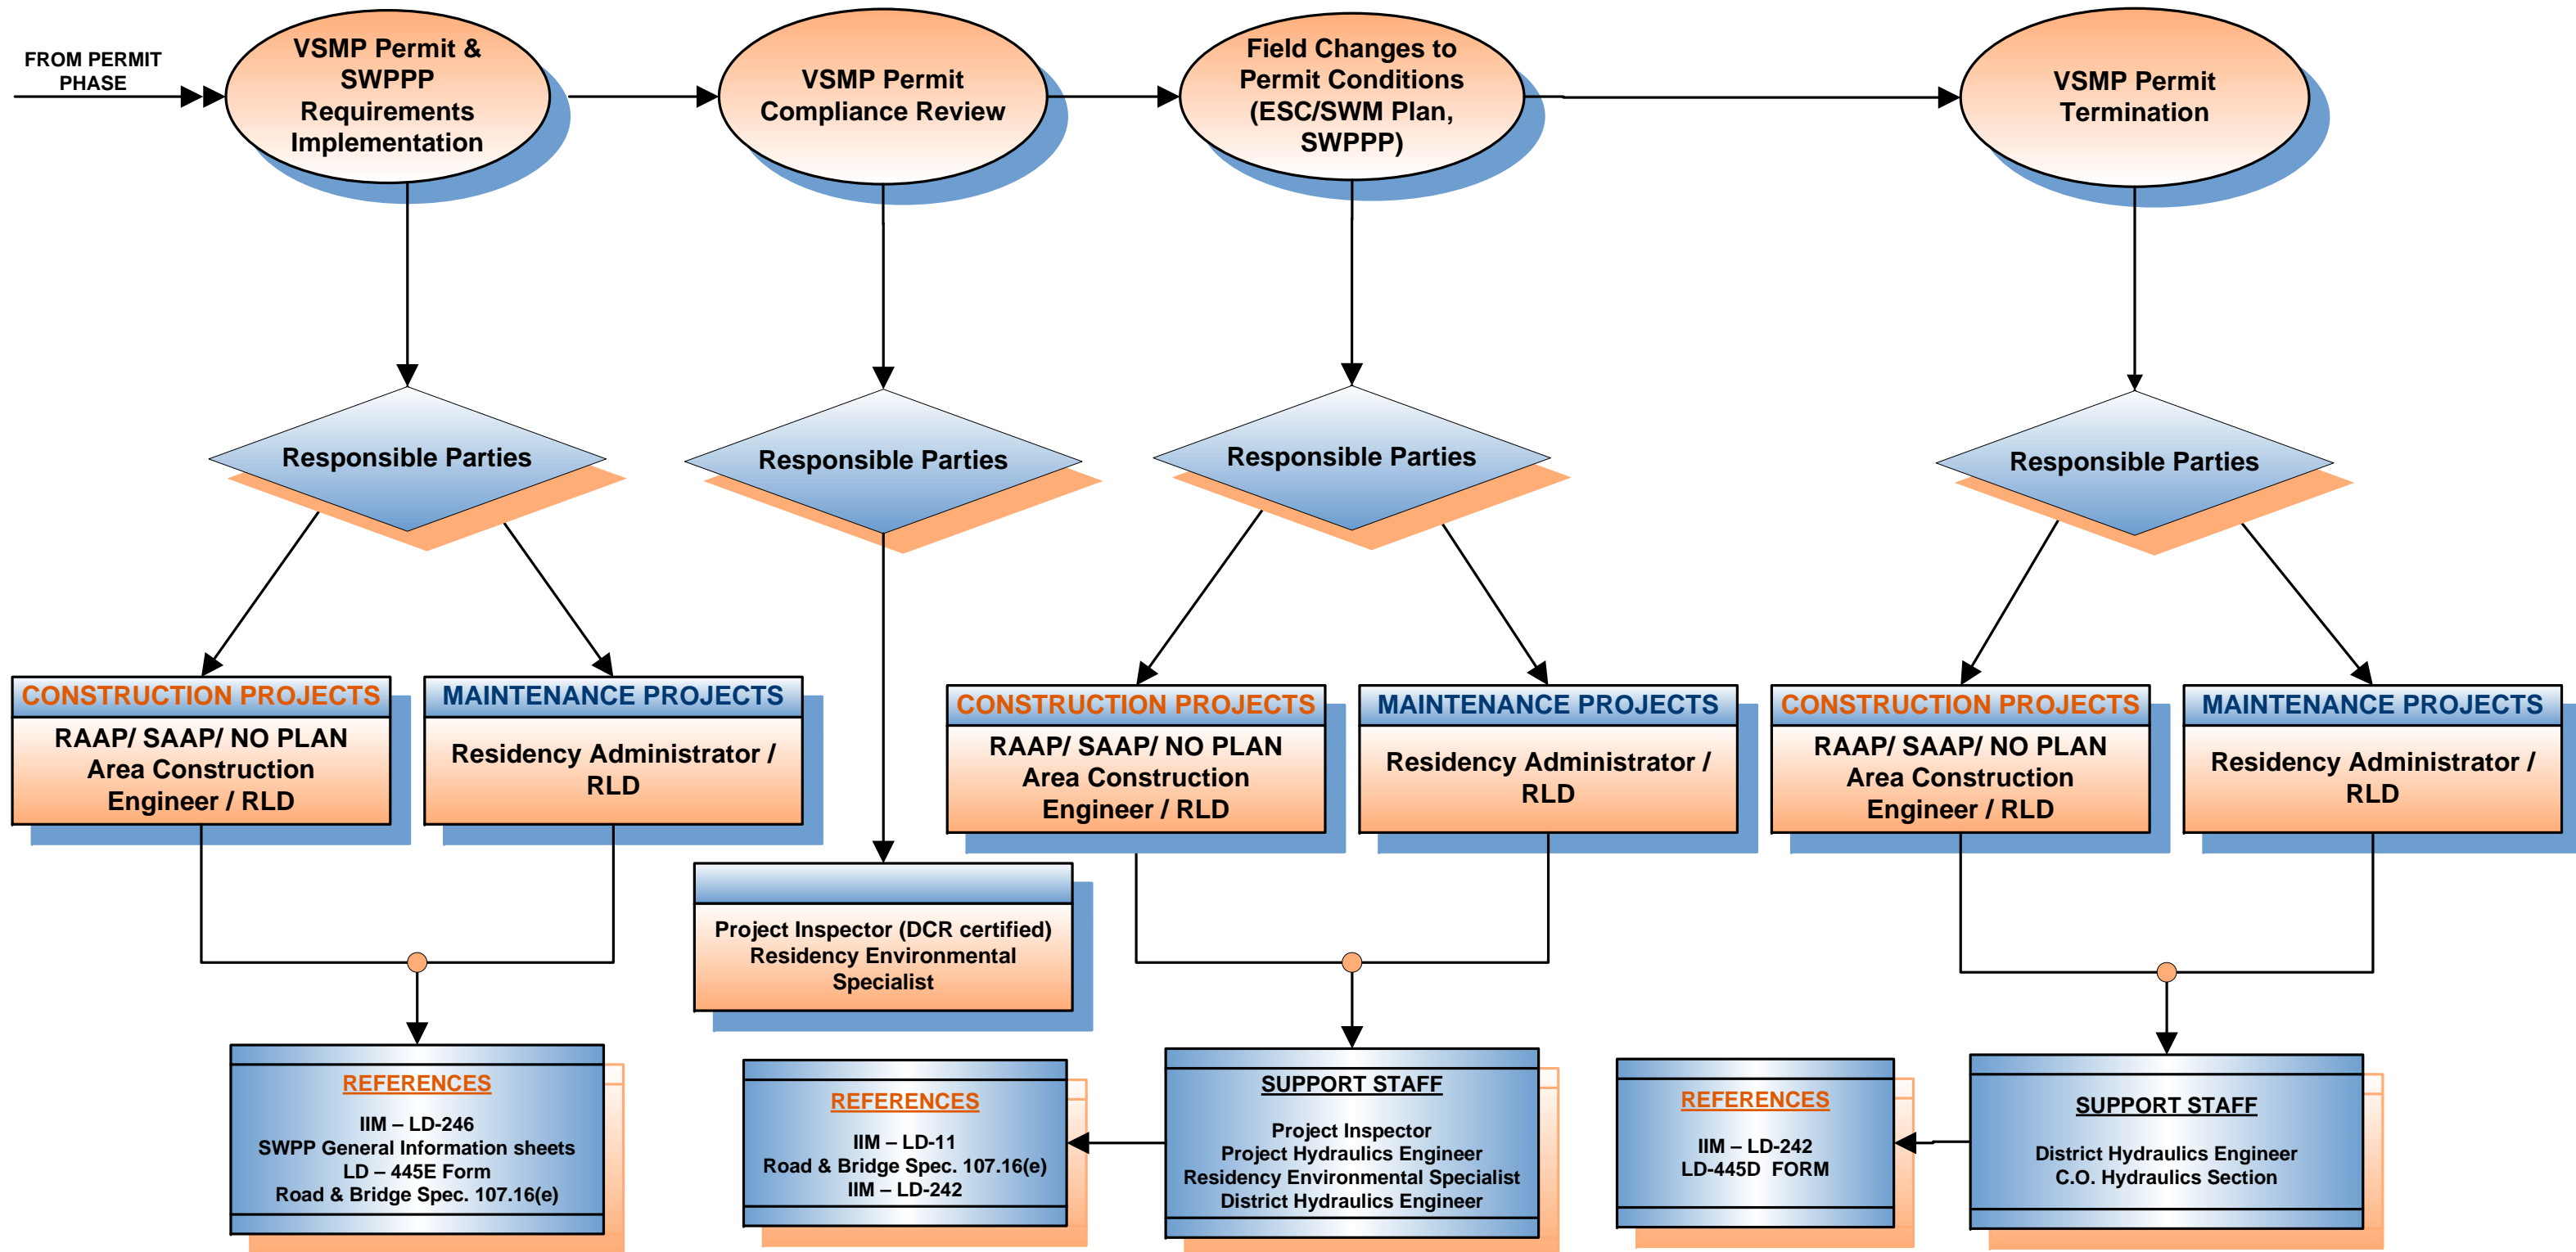 FROM PERMIT
PHASE
VSMP Permit &
SWPPP
Requirements
Implementation
VSMP Permit
Compliance Review
Field Changes to
Permit Conditions
(ESC/SWM Plan,
SWPPP)
VSMP Permit
Termination
Responsible Parties
Responsible Parties
Responsible Parties
Responsible Parties
CONSTRUCTION PROJECTS
RAAP/ SAAP/ NO PLAN
Area Construction
Engineer / RLD
MAINTENANCE PROJECTS
Residency Administrator /
RLD
Project Inspector (DCR certified)
Residency Environmental
Specialist
CONSTRUCTION PROJECTS
RAAP/ SAAP/ NO PLAN
Area Construction
Engineer / RLD
MAINTENANCE PROJECTS
Residency Administrator /
RLD
CONSTRUCTION PROJECTS
RAAP/ SAAP/ NO PLAN
Area Construction
Engineer / RLD
MAINTENANCE PROJECTS
Residency Administrator /
RLD
REFERENCES
IIM – LD-246
SWPP General Information sheets
LD – 445E Form
Road & Bridge Spec. 107.16(e)
REFERENCES
IIM – LD-11
Road & Bridge Spec. 107.16(e)
IIM – LD-242
SUPPORT STAFF
Project Inspector
Project Hydraulics Engineer
Residency Environmental Specialist
District Hydraulics Engineer
REFERENCES
IIM – LD-242
LD-445D FORM
SUPPORT STAFF
District Hydraulics Engineer
C.O. Hydraulics Section